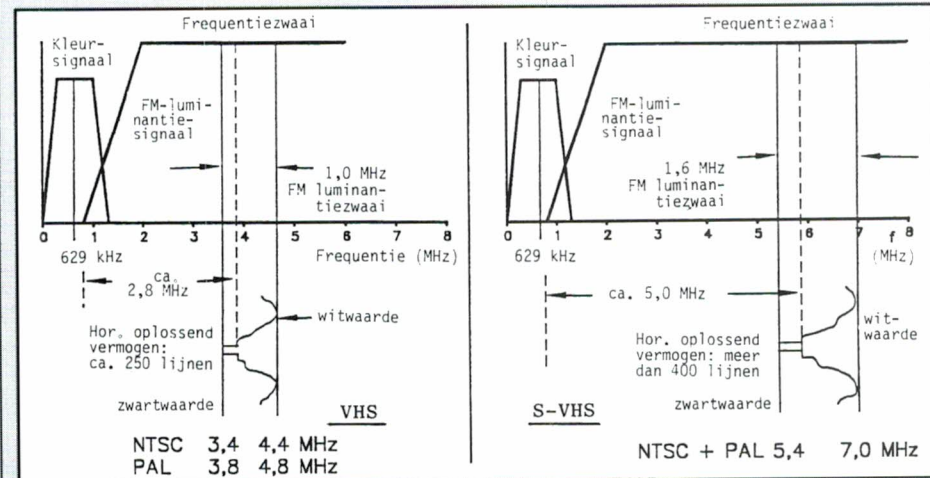 Frequentiezwaai
Kleur-
signaal
FM-lumi-
nantie-
signaal
1,0 MHz
FM luminan-
tiezwaai
0 1 2 3 4 5 6 7 8
629 kHz
Frequentie (MHz)
ca.
2,8 MHz
witwaarde
Hor. oplossend
vermogen:
ca. 250 lijnen
zwartwaarde
VHS
NTSC 3,4 4,4 MHz
PAL 3,8 4,8 MHz
Frequentiezwaai
Kleur-
signaal
FM-lumi-
nantie-
signaal
1,6 MHz
FM luminan-
tiezwaai
0 1 2 3 4 5 6 f 8
629 kHz
(MHz)
ca. 5,0 MHz
wit-
waarde
Hor. oplossend
vermogen: meer
dan 400 lijnen
zwartwaarde
S-VHS
NTSC + PAL 5,4 7,0 MHz